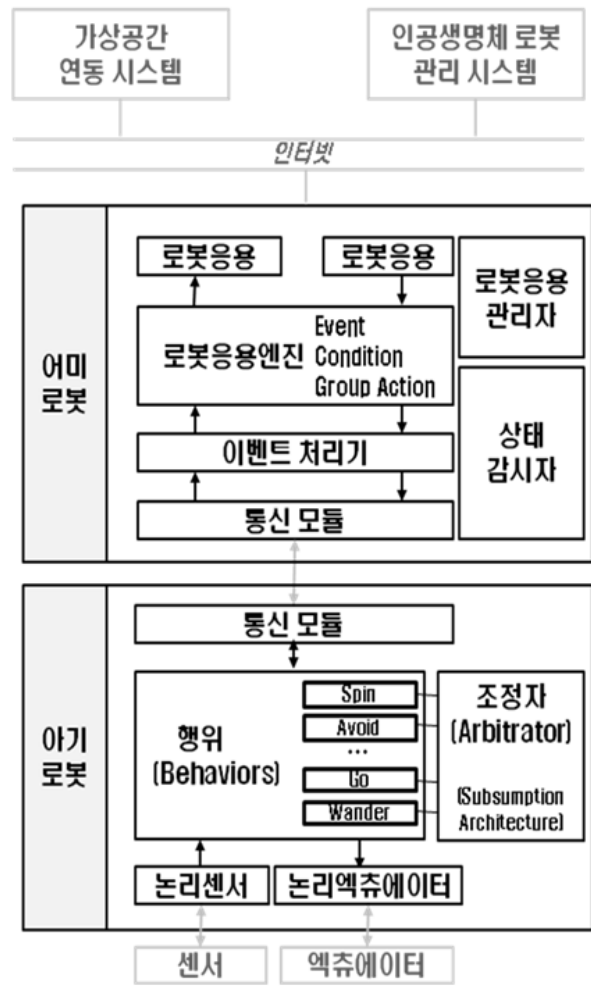 가상공간
연동 시스템
인공생명체 로봇
관리 시스템
인터넷
어미
로봇
로봇응용
로봇응용
로봇응용
관리자
로봇응용엔진
Event
Condition
Group Action
이벤트 처리기
상태
감시자
통신 모듈
아기
로봇
통신 모듈
행위
(Behaviors)
Spin
Avoid
...
Go
Wander
조정자
(Arbitrator)
(Subsumption
Architecture)
논리센서
논리엑츄에이터
센서
엑츄에이터